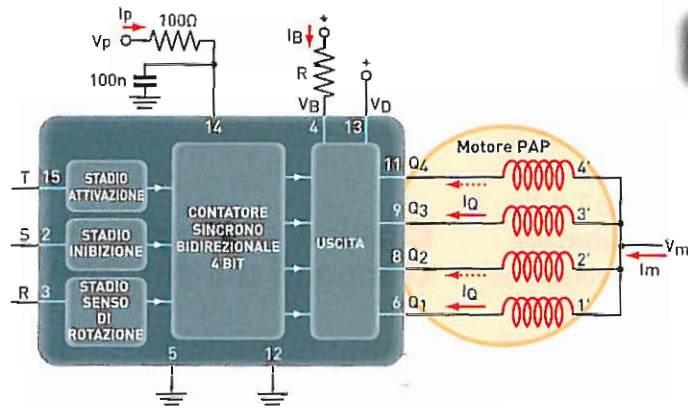 Ip
100Ω
Vp
100n
IB
+
R
VB
+
VD
14
4
13
Motore PAP
T 15
STADIO
ATTIVAZIONE
S 2
STADIO
INIBIZIONE
R 3
STADIO
SENSO
DI
ROTAZIONE
CONTATORE
SINCRONO
BIDIREZIONALE
4 BIT
USCITA
11 Q4
4'
9 Q3
IQ
3'
8 Q2
2'
6 Q1
IQ
1'
Vm
Im
5
12